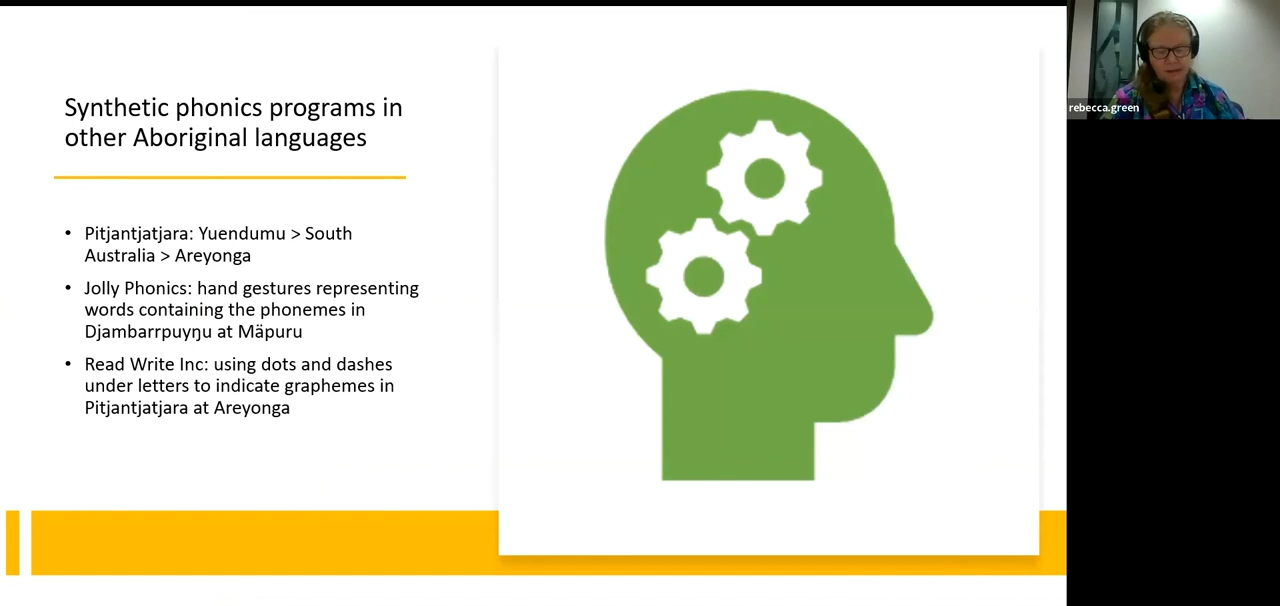 Synthetic phonics programs in
other Aboriginal languages
• Pitjantjatjara: Yuendumu > South
Australia > Areyonga
• Jolly Phonics: hand gestures representing
words containing the phonemes in
Djambarrpuyŋu at Mäpuru
• Read Write Inc: using dots and dashes
under letters to indicate graphemes in
Pitjantjatjara at Areyonga
rebecca.green